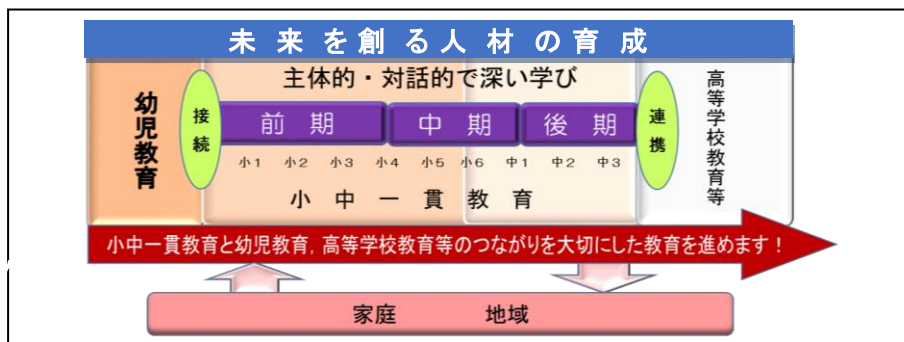 未来を創る人材の育成
主体的・対話的で深い学び
幼児教育
接続
前期
中期
後期
連携
高等学校教育等
小1 小2 小3 小4 小5 小6 中1 中2 中3
小中一貫教育
小中一貫教育と幼児教育，高等学校教育等のつながりを大切にした教育を進めます！
家庭 地域